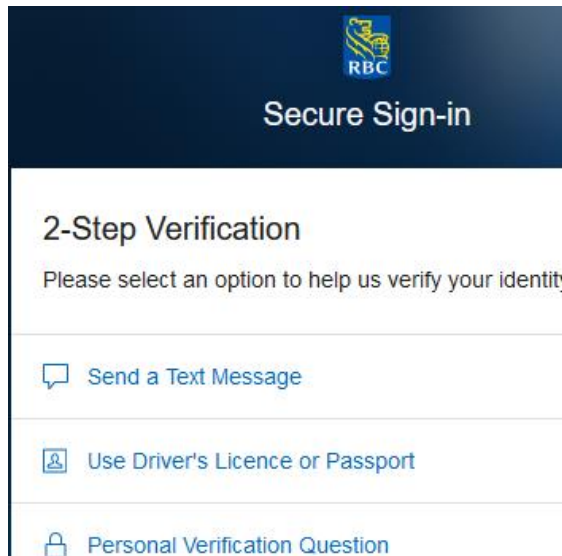 RBC
Secure Sign-in
2-Step Verification
Please select an option to help us verify your identity
Send a Text Message
Use Driver's Licence or Passport
Personal Verification Question